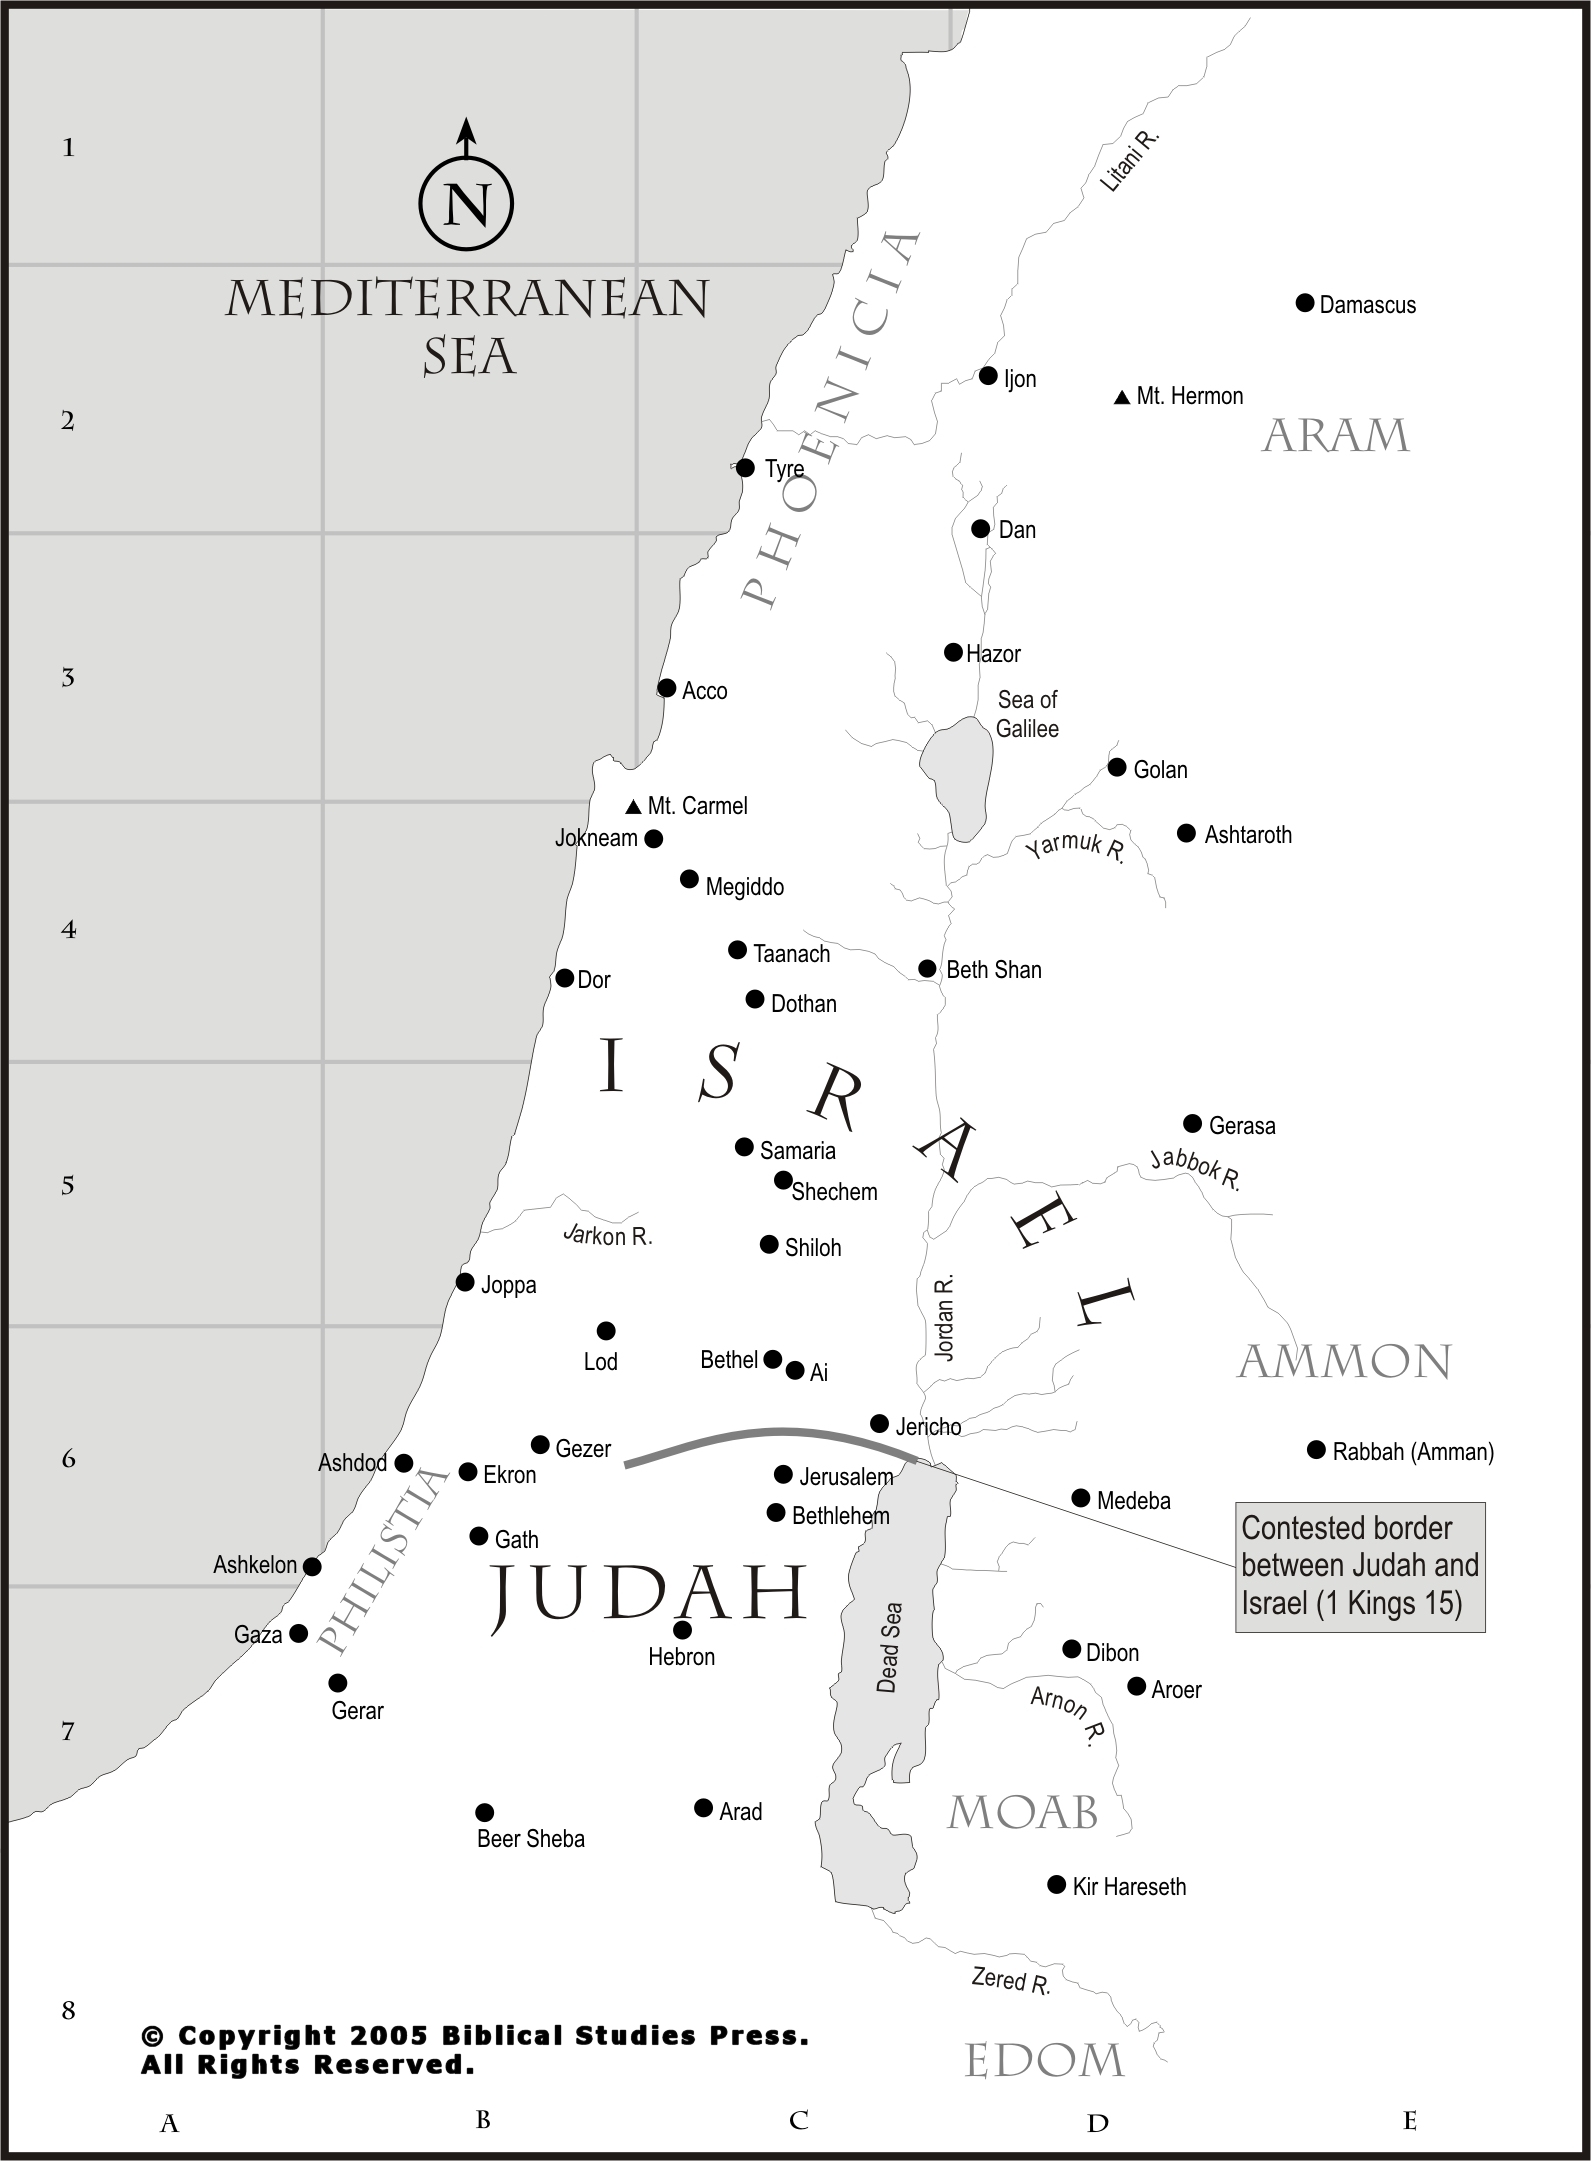 1
N
MEDITERRANEAN
SEA
PHOENICIA
Litani R.
Damascus
Ijon
Mt. Hermon
2
ARAM
Tyre
Dan
Hazor
3
Acco
Sea of
Galilee
Golan
Mt. Carmel
Jokneam
Ashtaroth
Yarmuk R.
Megiddo
4
Taanach
Beth Shan
Dor
Dothan
ISRAEL
Gerasa
Samaria
Jabbok R.
5
Shechem
Jarkon R.
Shiloh
Joppa
Jordan R.
Lod
Bethel
Ai
AMMON
Jericho
6
Gezer
Ashdod
Ekron
Jerusalem
Rabbah (Amman)
Medeba
Bethlehem
Gath
PHILISTIA
Contested border
between Judah and
Israel (1 Kings 15)
Ashkelon
JUDAH
Gaza
Hebron
Dead Sea
Dibon
Aroer
Gerar
Arnon R.
7
MOAB
Arad
Beer Sheba
Kir Hareseth
Zered R.
8
© Copyright 2005 Biblical Studies Press.
All Rights Reserved.
EDOM
A B C D E